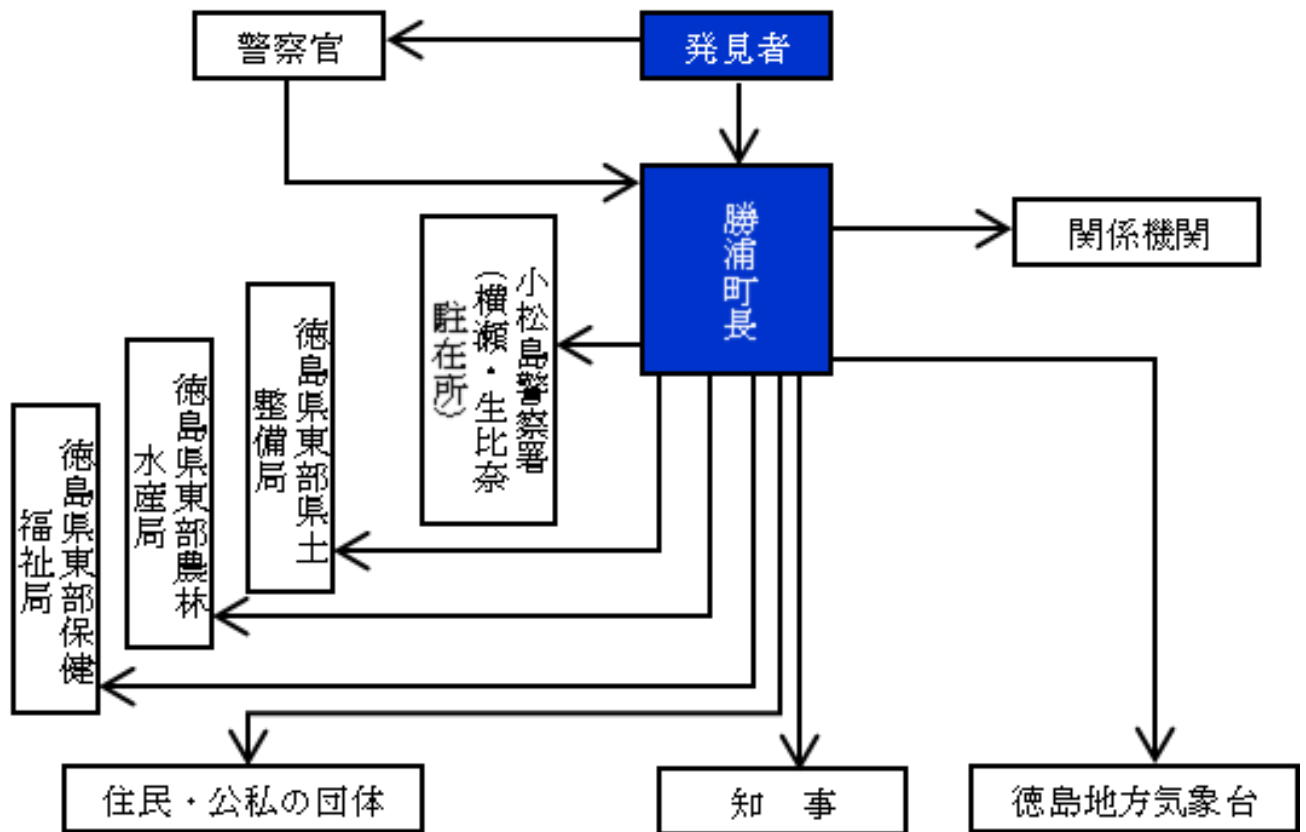 警察官
発見者
勝浦町長
関係機関
小松島警察署
（横瀬・生比奈
駐在所）
徳島県東部県土
整備局
徳島県東部農林
水産局
徳島県東部保健
福祉局
住民・公私の団体
知　事
徳島地方気象台